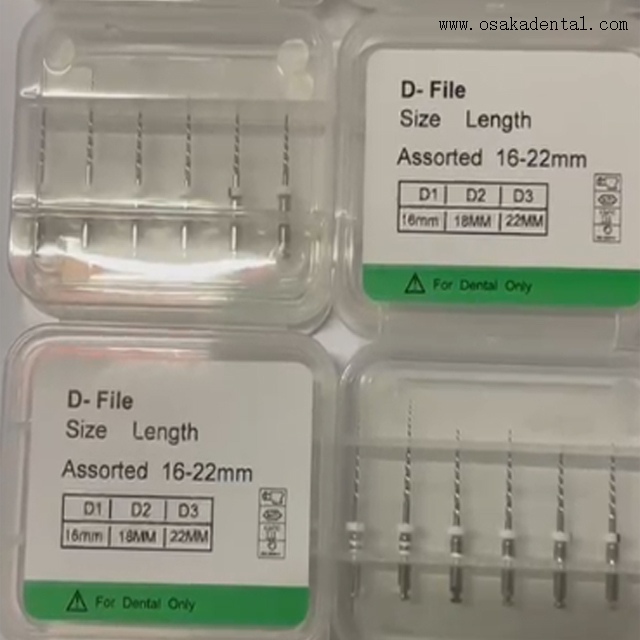 www.osakadental.com
D- File
Size Length
Assorted 16-22mm
D1 D2 D3
16mm 18MM 22MM
For Dental Only
D- File
Size Length
Assorted 16-22mm
D1 D2 D3
16mm 18MM 22MM
For Dental Only